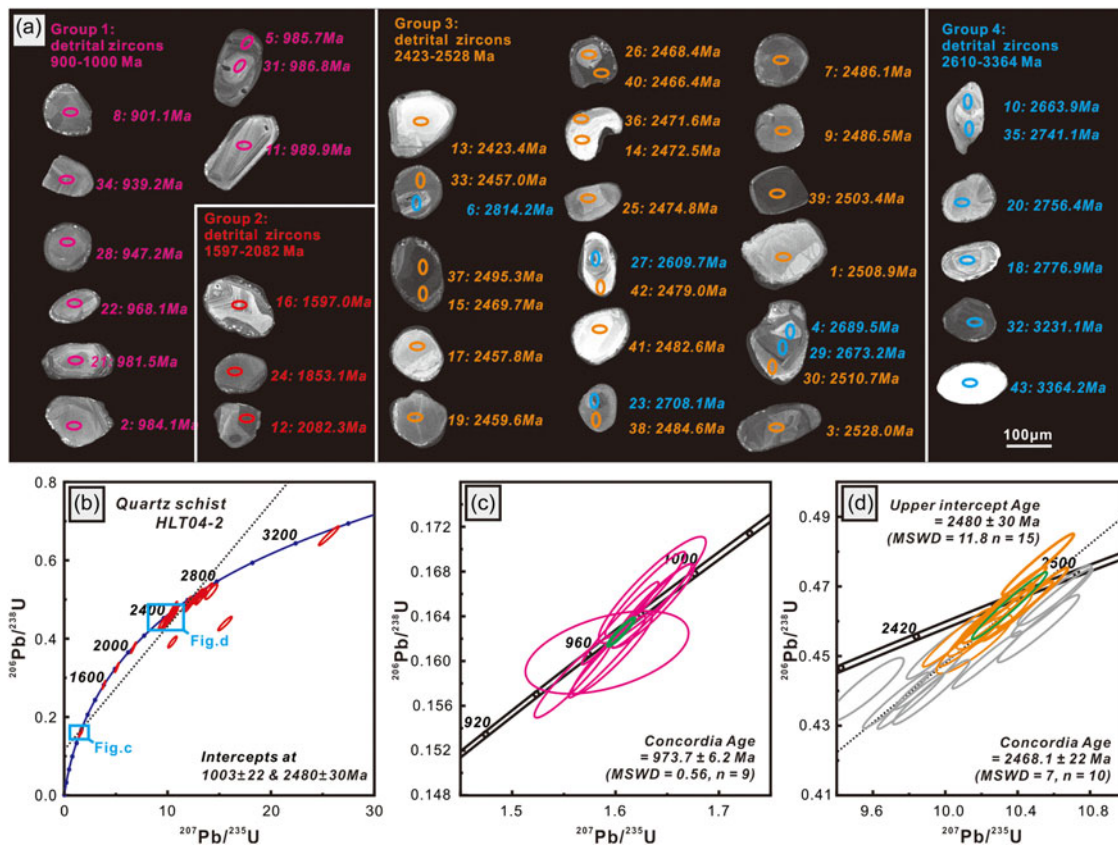 (a)
Group 1:
detrital zircons
900-1000 Ma
8: 901.1Ma
34: 939.2Ma
28: 947.2Ma
22: 968.1Ma
21: 981.5Ma
2: 984.1Ma
5: 985.7Ma
31: 986.8Ma
11: 989.9Ma
Group 2:
detrital zircons
1597-2082 Ma
16: 1597.0Ma
24: 1853.1Ma
12: 2082.3Ma
Group 3:
detrital zircons
2423-2528 Ma
13: 2423.4Ma
33: 2457.0Ma
6: 2814.2Ma
37: 2495.3Ma
15: 2469.7Ma
17: 2457.8Ma
19: 2459.6Ma
26: 2468.4Ma
40: 2466.4Ma
36: 2471.6Ma
14: 2472.5Ma
25: 2474.8Ma
27: 2609.7Ma
42: 2479.0Ma
41: 2482.6Ma
23: 2708.1Ma
38: 2484.6Ma
7: 2486.1Ma
9: 2486.5Ma
39: 2503.4Ma
1: 2508.9Ma
4: 2689.5Ma
29: 2673.2Ma
30: 2510.7Ma
3: 2528.0Ma
Group 4:
detrital zircons
2610-3364 Ma
10: 2663.9Ma
35: 2741.1Ma
20: 2756.4Ma
18: 2776.9Ma
32: 3231.1Ma
43: 3364.2Ma
100μm
(b)
Quartz schist
HLT04-2
3200
2800
2400
2000
1600
Fig.d
Fig.c
Intercepts at
1003±22 & 2480±30Ma
0.8
0.6
0.4
0.2
0.0
0
10
20
30
206Pb/238U
207Pb/235U
(c)
1000
960
920
Concordia Age
= 973.7 ± 6.2 Ma
(MSWD = 0.56, n = 9)
0.172
0.168
0.164
0.160
0.156
0.152
0.148
1.5
1.6
1.7
206Pb/238U
207Pb/235U
(d)
Upper intercept Age
= 2480 ± 30 Ma
(MSWD = 11.8 n = 15)
2500
2420
Concordia Age
= 2468.1 ± 22 Ma
(MSWD = 7, n = 10)
0.49
0.47
0.45
0.43
0.41
9.6
10.0
10.4
10.8
206Pb/238U
207Pb/235U